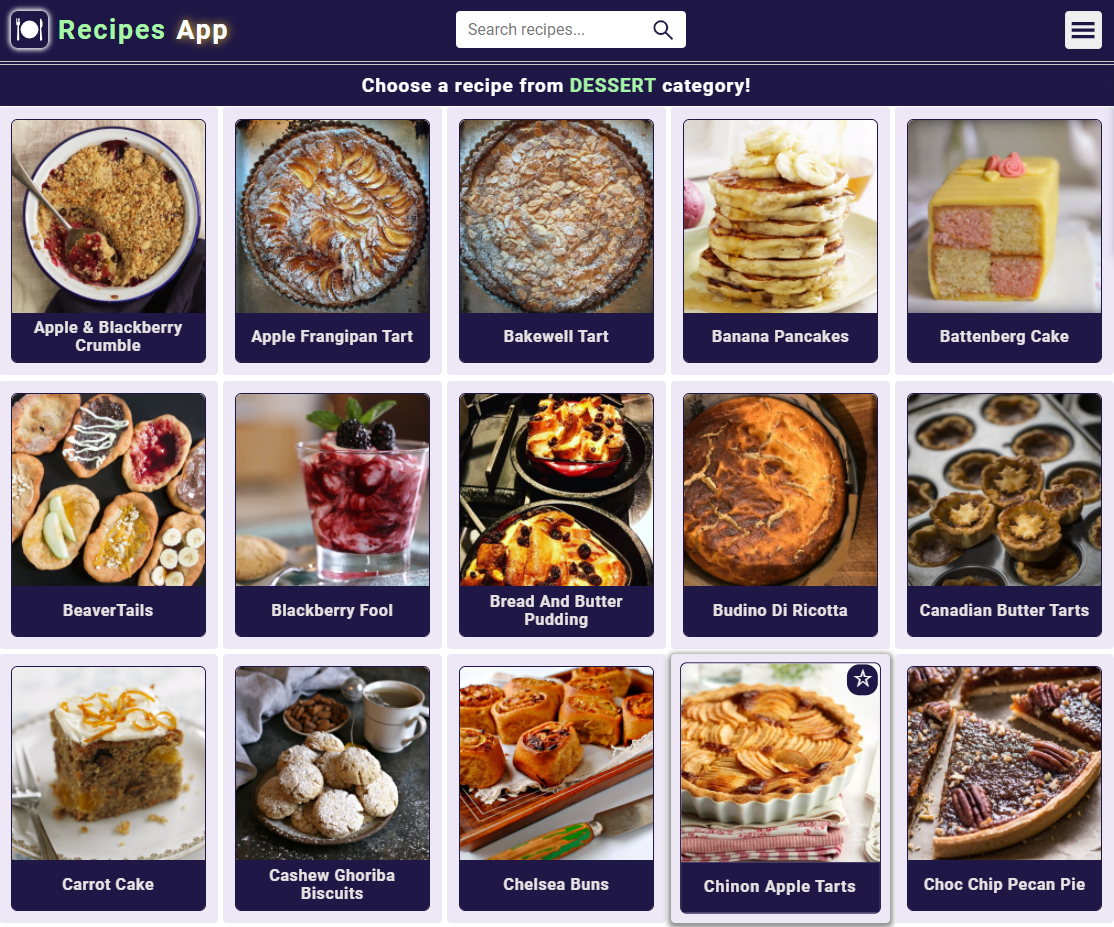 Recipes App
Search recipes...
Choose a recipe from DESSERT category!
Apple & Blackberry
Crumble
Apple Frangipan Tart
Bakewell Tart
Banana Pancakes
Battenberg Cake
BeaverTails
Blackberry Fool
Bread And Butter
Pudding
Budino Di Ricotta
Canadian Butter Tarts
Carrot Cake
Cashew Ghoriba
Biscuits
Chelsea Buns
Chinon Apple Tarts
Choc Chip Pecan Pie